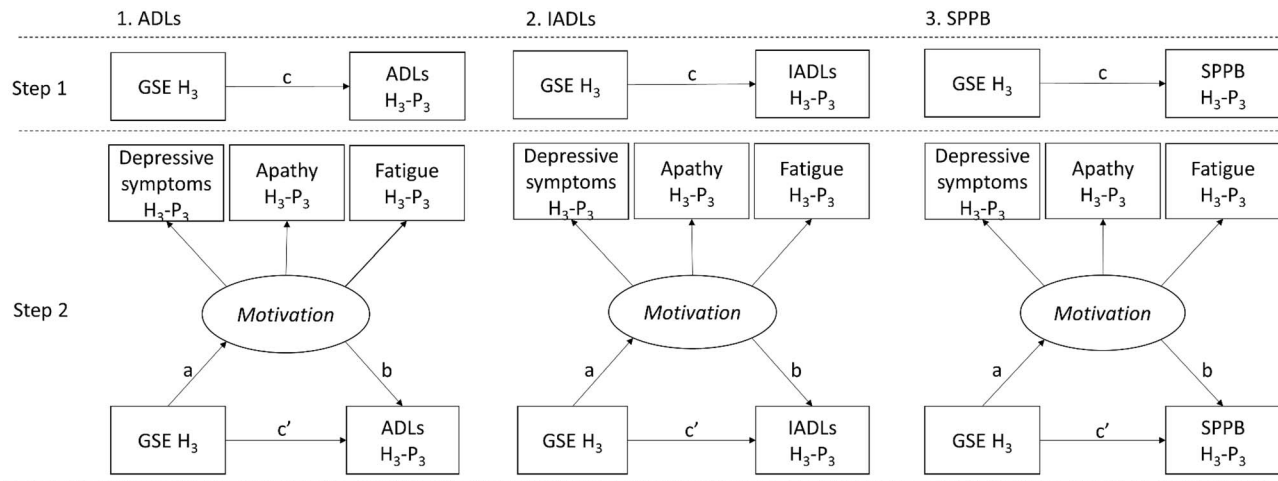 1. ADLs 2. IADLs 3. SPPB
Step 1
GSE H₃ c ADLs H₃-P₃
GSE H₃ c IADLs H₃-P₃
GSE H₃ c SPPB H₃-P₃
Step 2
Depressive symptoms H₃-P₃
Apathy H₃-P₃
Fatigue H₃-P₃
Motivation
a b
GSE H₃ c’ ADLs H₃-P₃
Depressive symptoms H₃-P₃
Apathy H₃-P₃
Fatigue H₃-P₃
Motivation
a b
GSE H₃ c’ IADLs H₃-P₃
Depressive symptoms H₃-P₃
Apathy H₃-P₃
Fatigue H₃-P₃
Motivation
a b
GSE H₃ c’ SPPB H₃-P₃